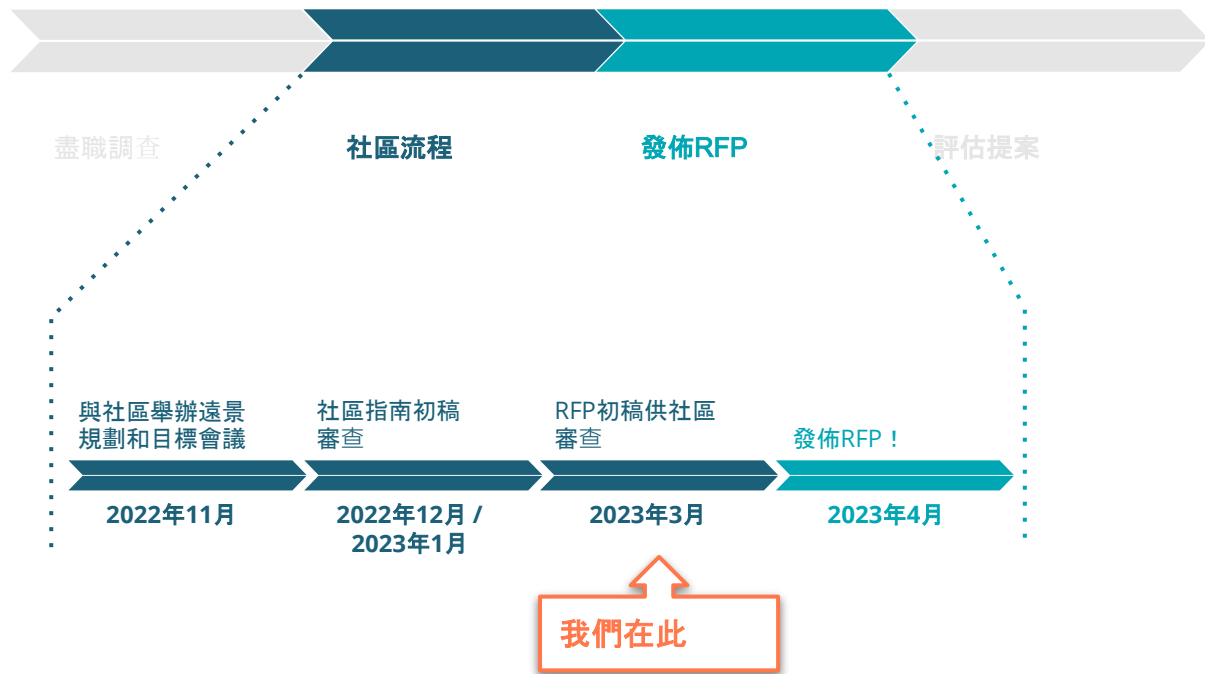 盡職調查
社區流程
發佈RFP
評估提案
與社區舉辦遠景
規劃和目標會議
社區指南初稿
審查
RFP初稿供社區
審查
發佈RFP！
2022年11月
2022年12月 /
2023年1月
2023年3月
2023年4月
我們在此